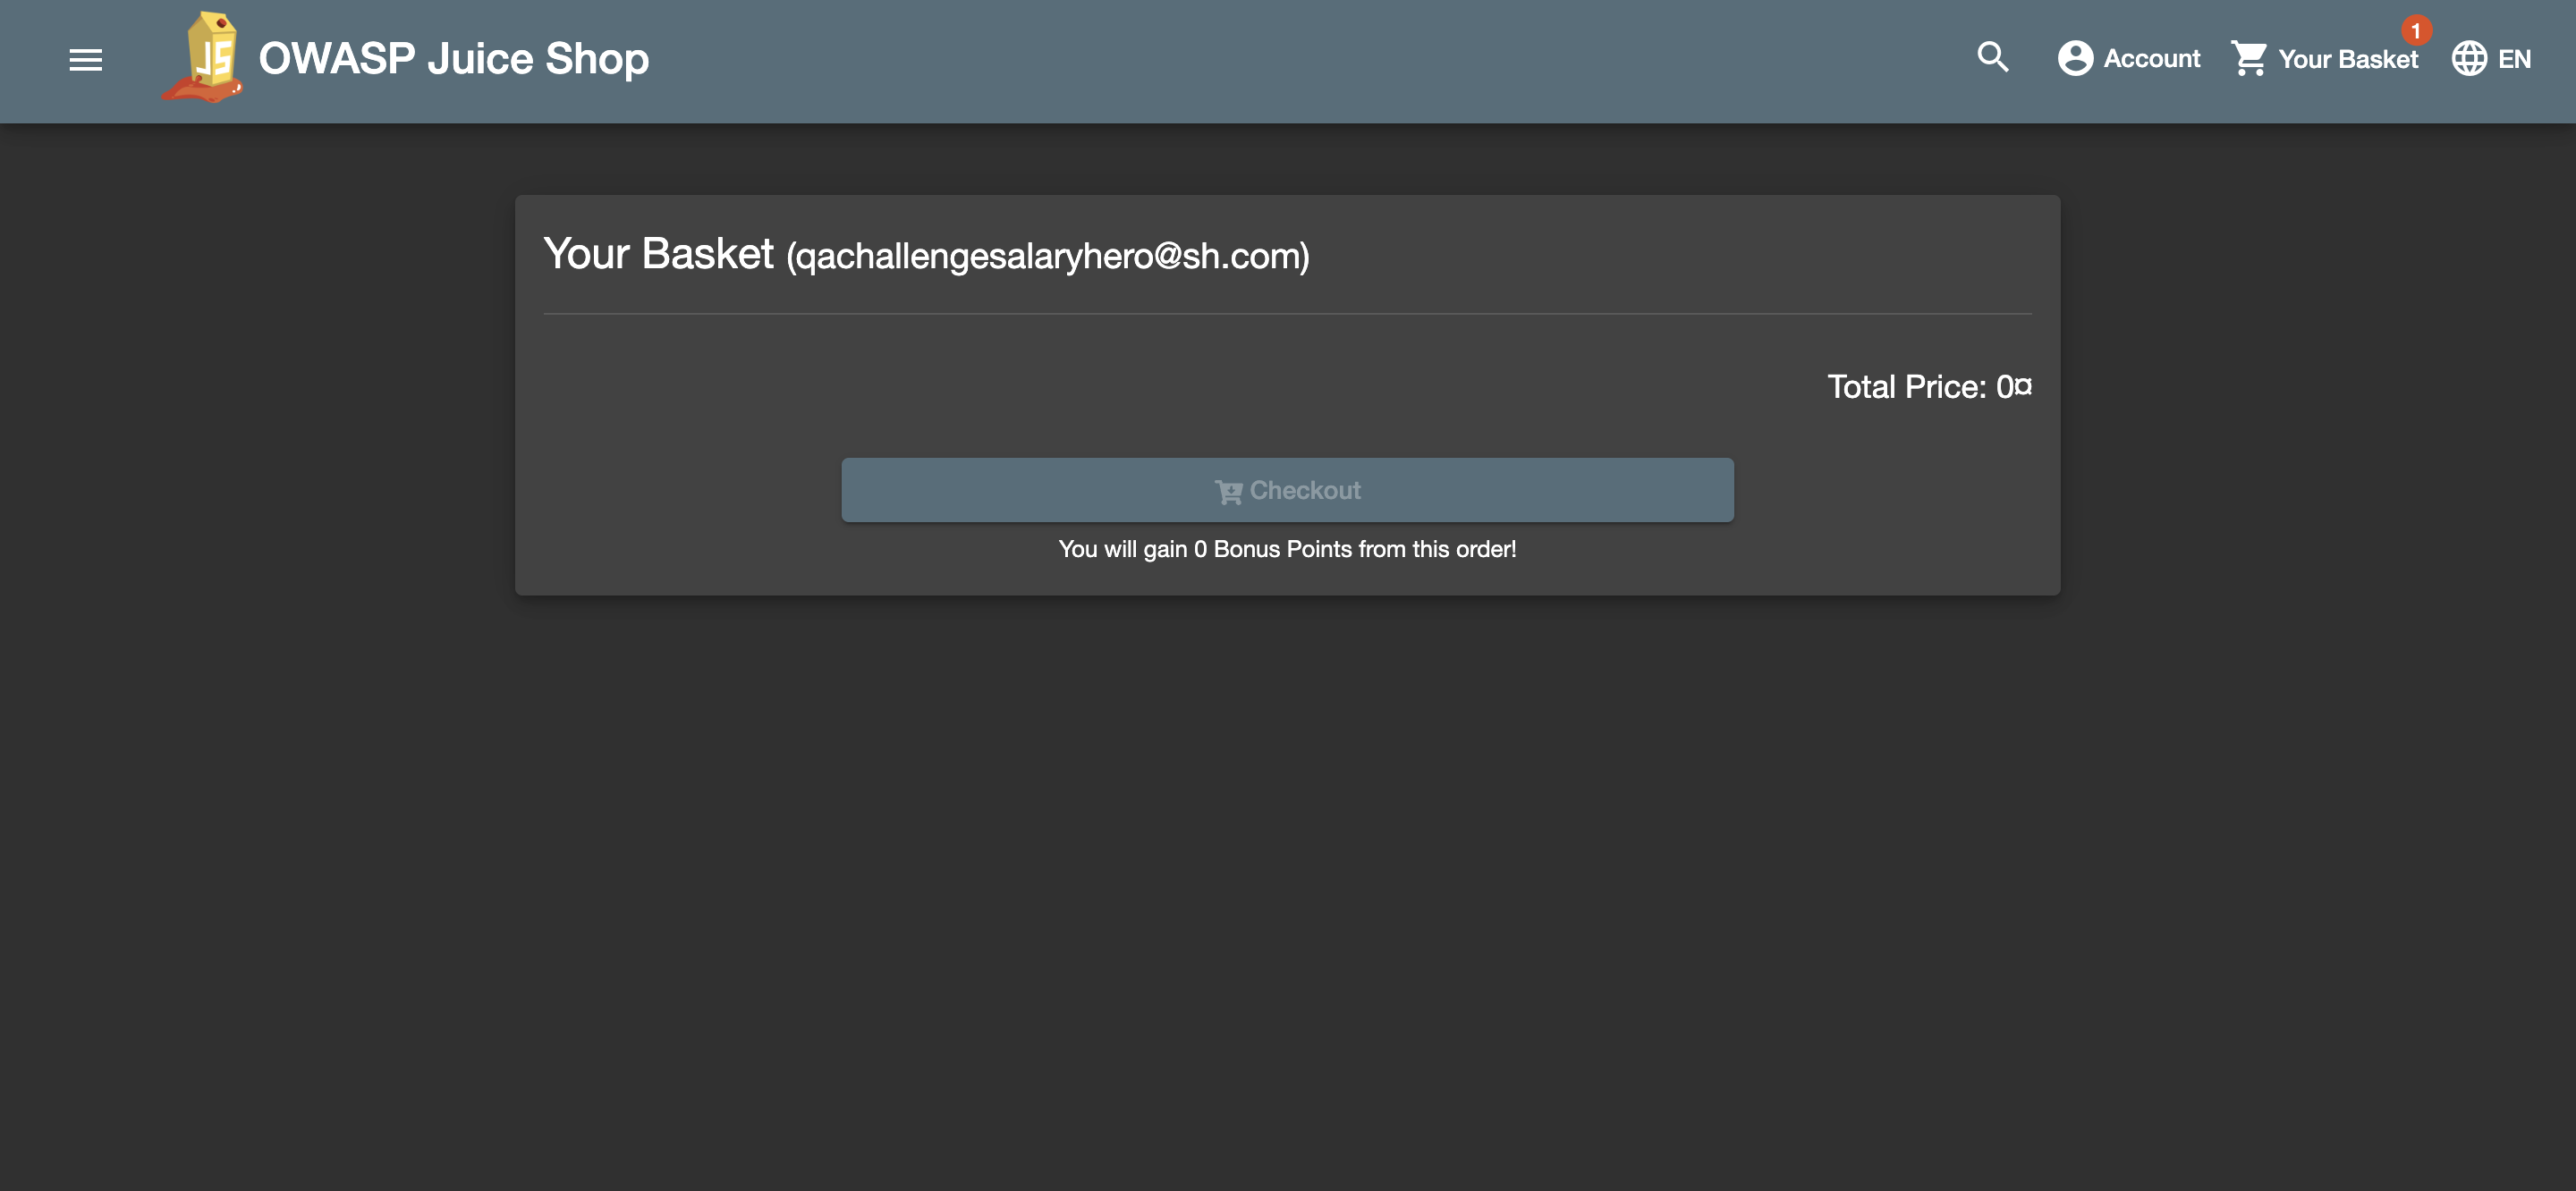 OWASP Juice Shop
Account
Your Basket
1
EN
Your Basket (qachallengesalaryhero@sh.com)
Total Price: 0¤
Checkout
You will gain 0 Bonus Points from this order!
JS